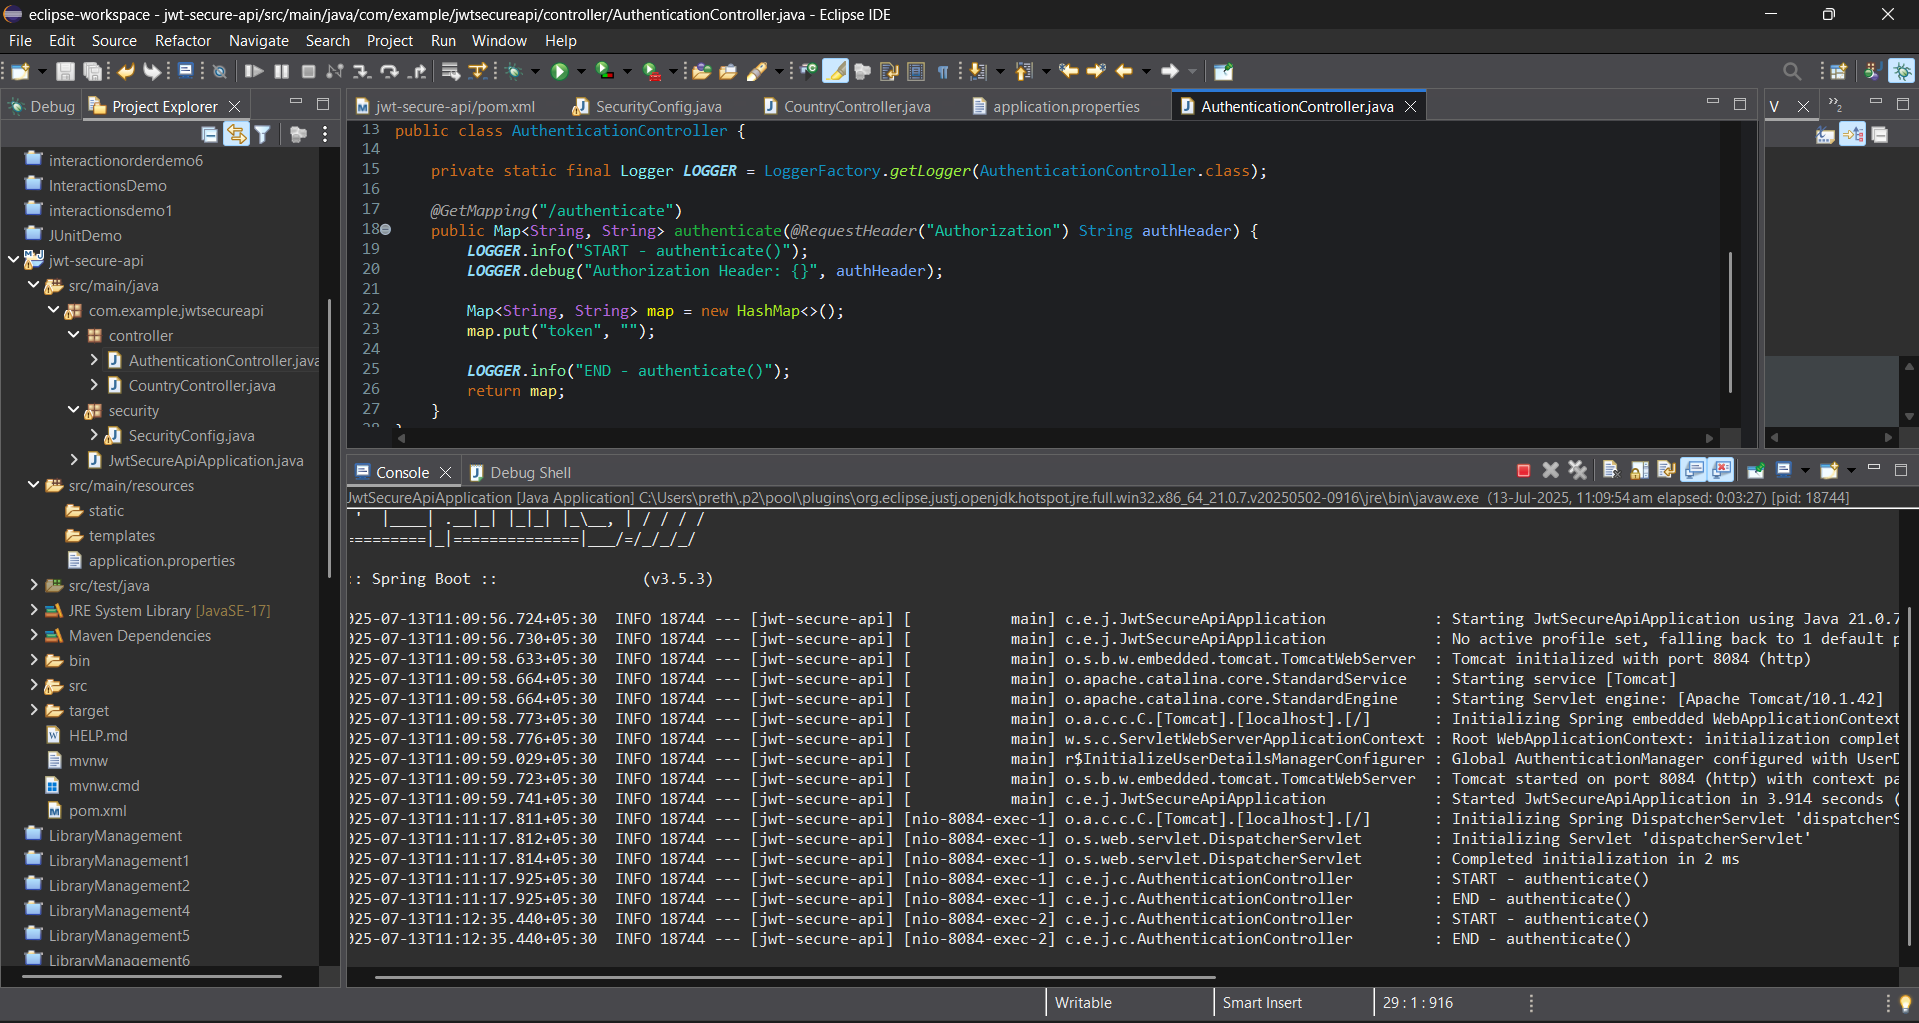 eclipse-workspace - jwt-secure-api/src/main/java/com/example/jwtsecureapi/controller/AuthenticationController.java - Eclipse IDE
File Edit Source Refactor Navigate Search Project Run Window Help
Debug Project Explorer
interactionorderdemo6
InteractionsDemo
interactionsdemo1
JUnitDemo
jwt-secure-api
src/main/java
com.example.jwtsecureapi
controller
AuthenticationController.java
CountryController.java
security
SecurityConfig.java
JwtSecureApiApplication.java
src/main/resources
static
templates
application.properties
src/test/java
JRE System Library [JavaSE-17]
Maven Dependencies
bin
src
target
HELP.md
mvnw
mvnw.cmd
pom.xml
LibraryManagement
LibraryManagement1
LibraryManagement2
LibraryManagement4
LibraryManagement5
LibraryManagement6
jwt-secure-api/pom.xml SecurityConfig.java CountryController.java application.properties AuthenticationController.java
V
13 public class AuthenticationController {
14
15 private static final Logger LOGGER = LoggerFactory.getLogger(AuthenticationController.class);
16
17 @GetMapping("/authenticate")
18 public Map<String, String> authenticate(@RequestHeader("Authorization") String authHeader) {
19 LOGGER.info("START - authenticate()");
20 LOGGER.debug("Authorization Header: {}", authHeader);
21
22 Map<String, String> map = new HashMap<>();
23 map.put("token", "");
24
25 LOGGER.info("END - authenticate()");
26 return map;
27 }
28 }
Console Debug Shell
JwtSecureApiApplication [Java Application] C:\Users\preth\.p2\pool\plugins\org.eclipse.justj.openjdk.hotspot.jre.full.win32.x86_64_21.0.7.v20250502-0916\jre\bin\javaw.exe (13-Jul-2025, 11:09:54 am elapsed: 0:03:27) [pid: 18744]
' |____| .__|_| |_|_| |_\__, | / / / /
=========|_|==============|___/=/_/_/_/
:: Spring Boot :: (v3.5.3)
025-07-13T11:09:56.724+05:30 INFO 18744 --- [jwt-secure-api] [ main] c.e.j.JwtSecureApiApplication : Starting JwtSecureApiApplication using Java 21.0.7
025-07-13T11:09:56.730+05:30 INFO 18744 --- [jwt-secure-api] [ main] c.e.j.JwtSecureApiApplication : No active profile set, falling back to 1 default p
025-07-13T11:09:58.633+05:30 INFO 18744 --- [jwt-secure-api] [ main] o.s.b.w.embedded.tomcat.TomcatWebServer : Tomcat initialized with port 8084 (http)
025-07-13T11:09:58.664+05:30 INFO 18744 --- [jwt-secure-api] [ main] o.apache.catalina.core.StandardService : Starting service [Tomcat]
025-07-13T11:09:58.664+05:30 INFO 18744 --- [jwt-secure-api] [ main] o.apache.catalina.core.StandardEngine : Starting Servlet engine: [Apache Tomcat/10.1.42]
025-07-13T11:09:58.773+05:30 INFO 18744 --- [jwt-secure-api] [ main] o.a.c.c.C.[Tomcat].[localhost].[/] : Initializing Spring embedded WebApplicationContext
025-07-13T11:09:58.776+05:30 INFO 18744 --- [jwt-secure-api] [ main] w.s.c.ServletWebServerApplicationContext : Root WebApplicationContext: initialization complet
025-07-13T11:09:59.029+05:30 INFO 18744 --- [jwt-secure-api] [ main] r$InitializeUserDetailsManagerConfigurer : Global AuthenticationManager configured with UserD
025-07-13T11:09:59.723+05:30 INFO 18744 --- [jwt-secure-api] [ main] o.s.b.w.embedded.tomcat.TomcatWebServer : Tomcat started on port 8084 (http) with context pa
025-07-13T11:09:59.741+05:30 INFO 18744 --- [jwt-secure-api] [ main] c.e.j.JwtSecureApiApplication : Started JwtSecureApiApplication in 3.914 seconds (
025-07-13T11:11:17.811+05:30 INFO 18744 --- [jwt-secure-api] [nio-8084-exec-1] o.a.c.c.C.[Tomcat].[localhost].[/] : Initializing Spring DispatcherServlet 'dispatcherS
025-07-13T11:11:17.812+05:30 INFO 18744 --- [jwt-secure-api] [nio-8084-exec-1] o.s.web.servlet.DispatcherServlet : Initializing Servlet 'dispatcherServlet'
025-07-13T11:11:17.814+05:30 INFO 18744 --- [jwt-secure-api] [nio-8084-exec-1] o.s.web.servlet.DispatcherServlet : Completed initialization in 2 ms
025-07-13T11:11:17.925+05:30 INFO 18744 --- [jwt-secure-api] [nio-8084-exec-1] c.e.j.c.AuthenticationController : START - authenticate()
025-07-13T11:11:17.925+05:30 INFO 18744 --- [jwt-secure-api] [nio-8084-exec-1] c.e.j.c.AuthenticationController : END - authenticate()
025-07-13T11:12:35.440+05:30 INFO 18744 --- [jwt-secure-api] [nio-8084-exec-2] c.e.j.c.AuthenticationController : START - authenticate()
025-07-13T11:12:35.440+05:30 INFO 18744 --- [jwt-secure-api] [nio-8084-exec-2] c.e.j.c.AuthenticationController : END - authenticate()
Writable Smart Insert 29 : 1 : 916